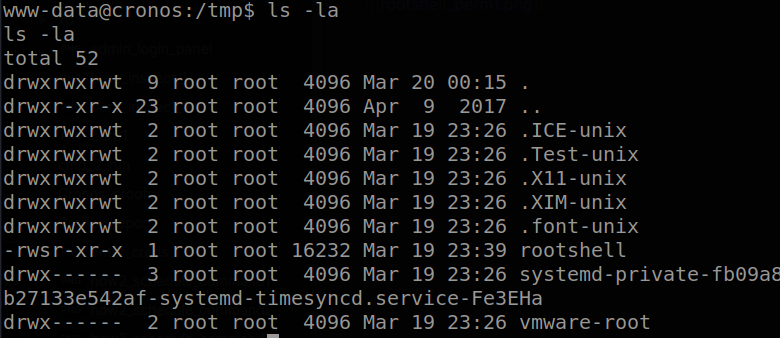 www-data@cronos:/tmp$ ls -la
ls -la
total 52
drwxrwxrwt  9 root root  4096 Mar 20 00:15 .
drwxr-xr-x 23 root root  4096 Apr  9  2017 ..
drwxrwxrwt  2 root root  4096 Mar 19 23:26 .ICE-unix
drwxrwxrwt  2 root root  4096 Mar 19 23:26 .Test-unix
drwxrwxrwt  2 root root  4096 Mar 19 23:26 .X11-unix
drwxrwxrwt  2 root root  4096 Mar 19 23:26 .XIM-unix
drwxrwxrwt  2 root root  4096 Mar 19 23:26 .font-unix
-rwsr-xr-x  1 root root 16232 Mar 19 23:39 rootshell
drwx------  3 root root  4096 Mar 19 23:26 systemd-private-fb09a8
b27133e542af-systemd-timesyncd.service-Fe3EHa
drwx------  2 root root  4096 Mar 19 23:26 vmware-root